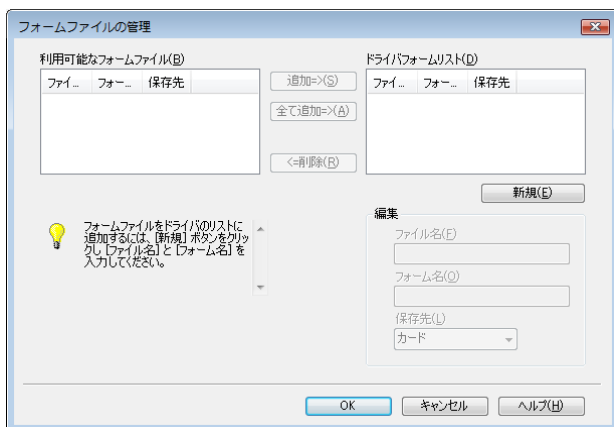 フォームファイルの管理
利用可能なフォームファイル(B)
ドライバフォームリスト(D)
ファイ... フォー... 保存先
追加=>(S)
ファイ... フォー... 保存先
全て追加=>(A)
<=削除(R)
新規(E)
フォームファイルをドライバのリストに
追加するには、[新規] ボタンをクリッ
クし [ファイル名] と [フォーム名] を
入力してください。
編集
ファイル名(F)
フォーム名(O)
保存先(L)
カード
OK キャンセル ヘルプ(H)